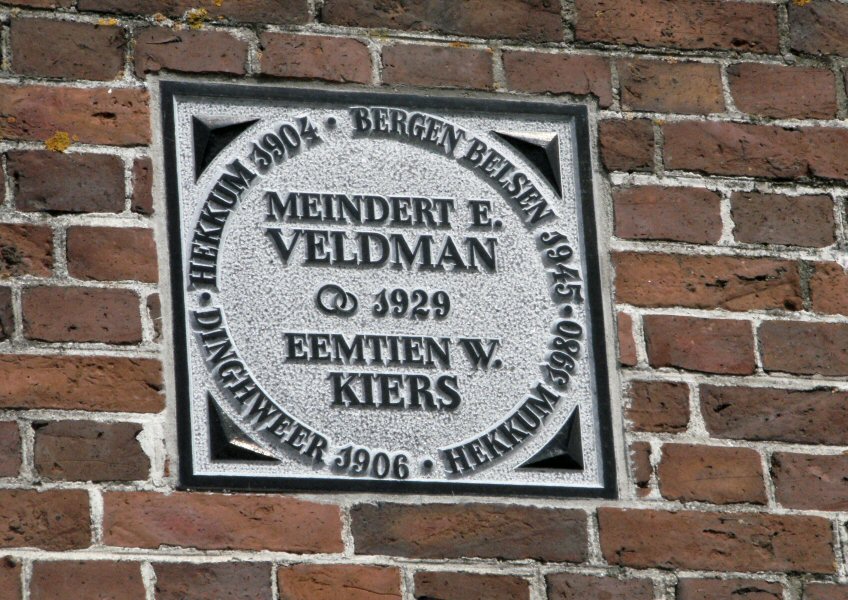 HEKKUM 1904 • BERGEN BELSEN 1945 •
DINGHWEER 1906 • HEKKUM 1980 •
MEINDERT E.
VELDMAN
⚭ 1929
EEMTIEN W.
KIERS